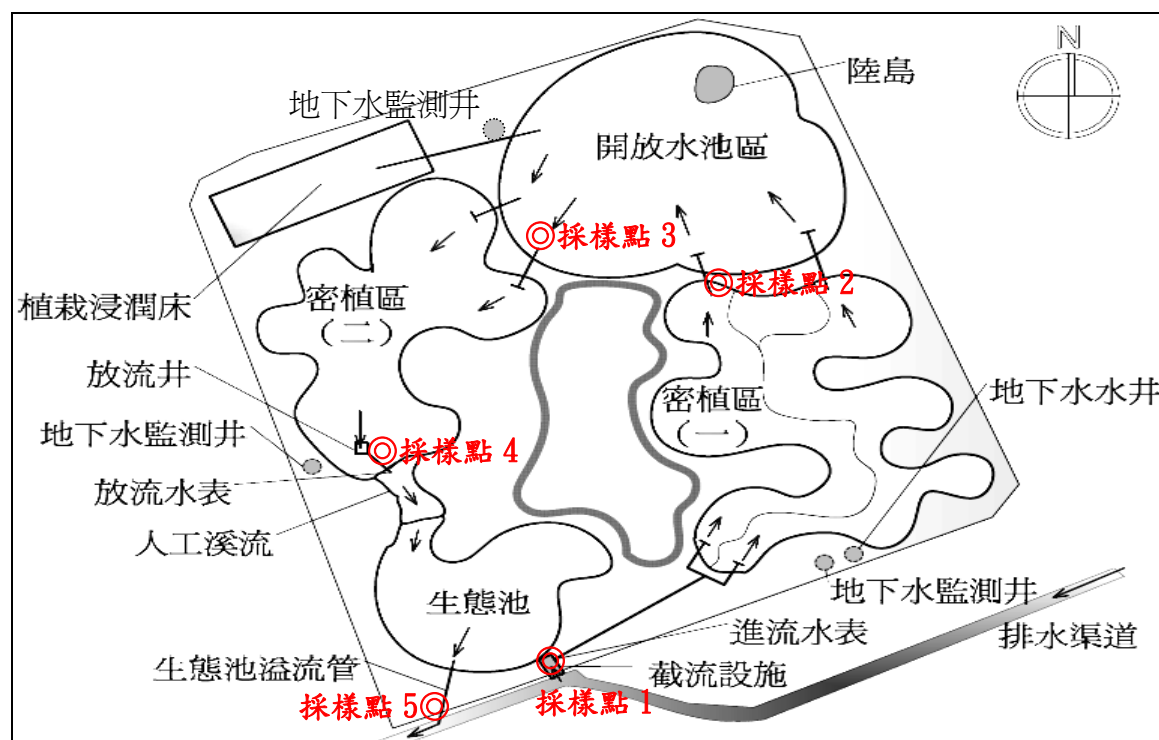 N
陸島
地下水監測井
開放水池區
採樣點 3
採樣點 2
植栽浸潤床
密植區
(二)
放流井
密植區
(一)
地下水水井
地下水監測井
採樣點 4
放流水表
人工溪流
生態池
地下水監測井
進流水表
排水渠道
生態池溢流管
截流設施
採樣點 5
採樣點 1